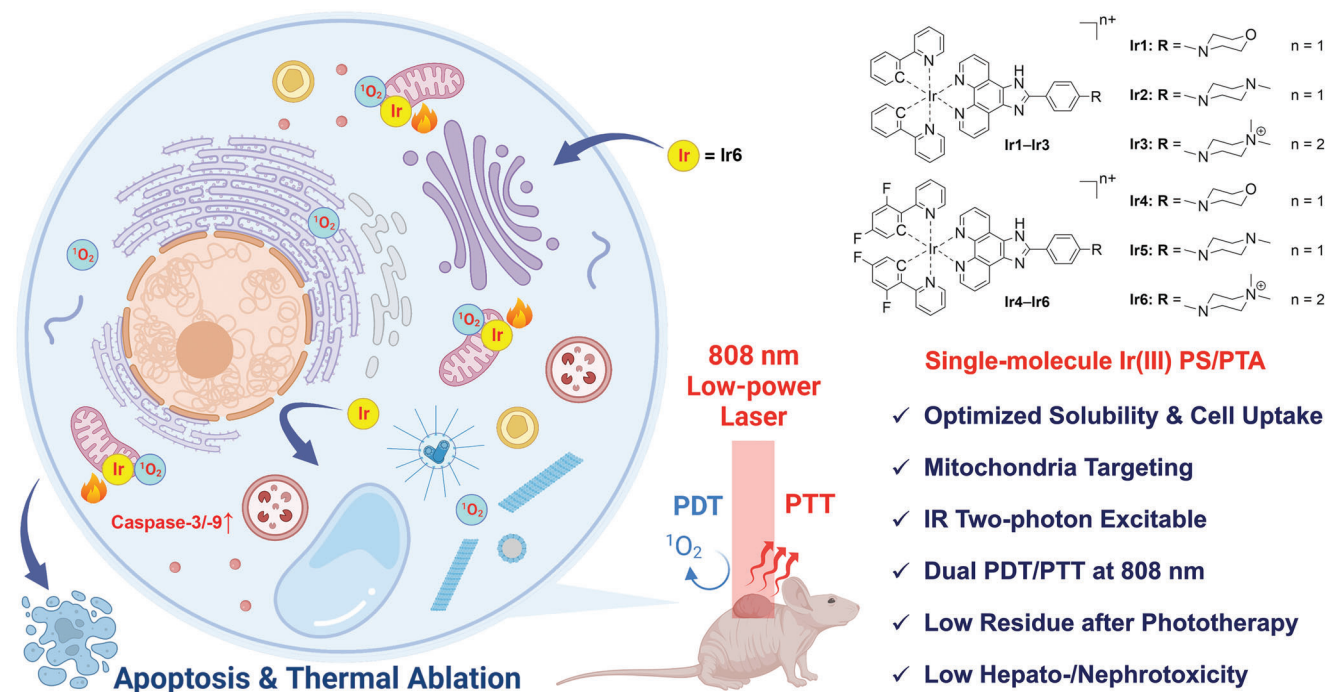 ¹O₂
Ir
Ir = Ir6
¹O₂
¹O₂
¹O₂
Ir
Ir
Ir ¹O₂
Caspase-3/-9↑
¹O₂
Apoptosis & Thermal Ablation
808 nm
Low-power
Laser
PDT
PTT
¹O₂
n+
N
C
Ir
C
N
N
N
H
N
N
R
Ir1–Ir3
Ir1: R = N O n = 1
Ir2: R = N N n = 1
Ir3: R = N N⊕ n = 2
n+
F
F
N
C
Ir
F
C
F
N
N
N
H
N
N
R
Ir4–Ir6
Ir4: R = N O n = 1
Ir5: R = N N n = 1
Ir6: R = N N⊕ n = 2
Single-molecule Ir(III) PS/PTA
✓ Optimized Solubility & Cell Uptake
✓ Mitochondria Targeting
✓ IR Two-photon Excitable
✓ Dual PDT/PTT at 808 nm
✓ Low Residue after Phototherapy
✓ Low Hepato-/Nephrotoxicity